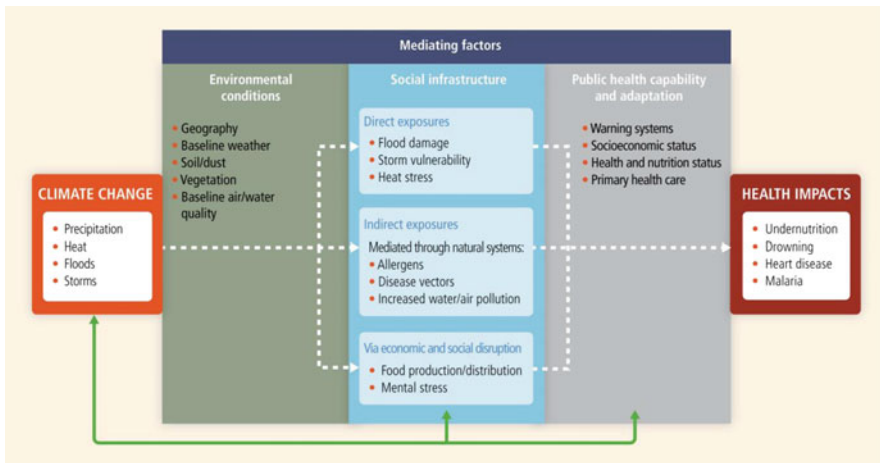 Mediating factors
Environmental
conditions
• Geography
• Baseline weather
• Soil/dust
• Vegetation
• Baseline air/water
quality
Social infrastructure
Direct exposures
• Flood damage
• Storm vulnerability
• Heat stress
Indirect exposures
Mediated through natural systems:
• Allergens
• Disease vectors
• Increased water/air pollution
Via economic and social disruption
• Food production/distribution
• Mental stress
Public health capability
and adaptation
• Warning systems
• Socioeconomic status
• Health and nutrition status
• Primary health care
CLIMATE CHANGE
• Precipitation
• Heat
• Floods
• Storms
HEALTH IMPACTS
• Undernutrition
• Drowning
• Heart disease
• Malaria